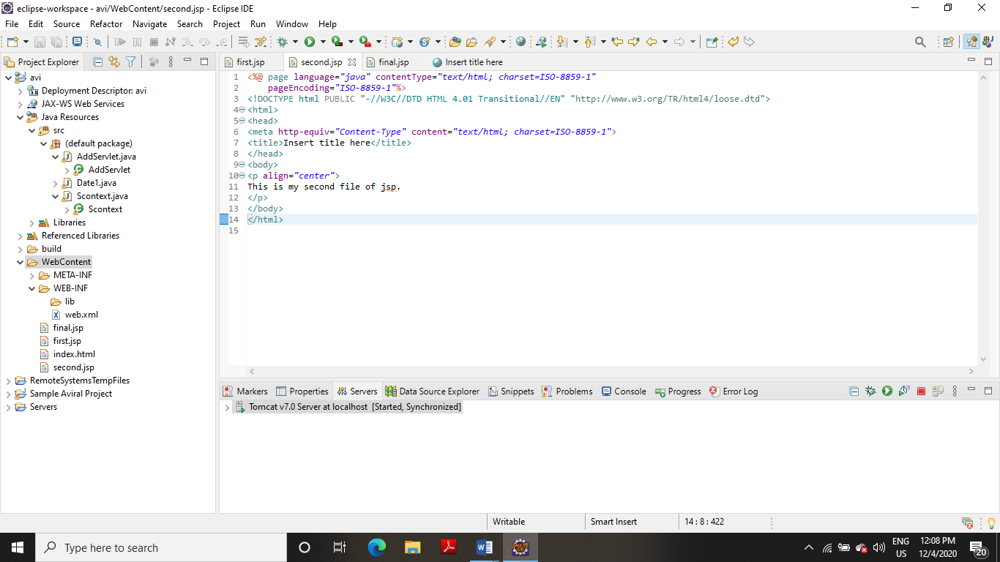 eclipse-workspace - avi/WebContent/second.jsp - Eclipse IDE
File Edit Source Refactor Navigate Search Project Run Window Help
Project Explorer
avi
Deployment Descriptor: avi
JAX-WS Web Services
Java Resources
src
(default package)
AddServlet.java
AddServlet
Date1.java
Scontext.java
Scontext
Libraries
Referenced Libraries
build
WebContent
META-INF
WEB-INF
lib
web.xml
final.jsp
first.jsp
index.html
second.jsp
RemoteSystemsTempFiles
Sample Aviral Project
Servers
first.jsp second.jsp final.jsp Insert title here
1 <%@ page language="java" contentType="text/html; charset=ISO-8859-1"
2 pageEncoding="ISO-8859-1"%>
3 <!DOCTYPE html PUBLIC "-//W3C//DTD HTML 4.01 Transitional//EN" "http://www.w3.org/TR/html4/loose.dtd">
4 <html>
5 <head>
6 <meta http-equiv="Content-Type" content="text/html; charset=ISO-8859-1">
7 <title>Insert title here</title>
8 </head>
9 <body>
10 <p align="center">
11 This is my second file of jsp.
12 </p>
13 </body>
14 </html>
15
Markers Properties Servers Data Source Explorer Snippets Problems Console Progress Error Log
Tomcat v7.0 Server at localhost [Started, Synchronized]
Writable Smart Insert 14 : 8 : 422
Type here to search
ENG
US
12:08 PM
12/4/2020
20